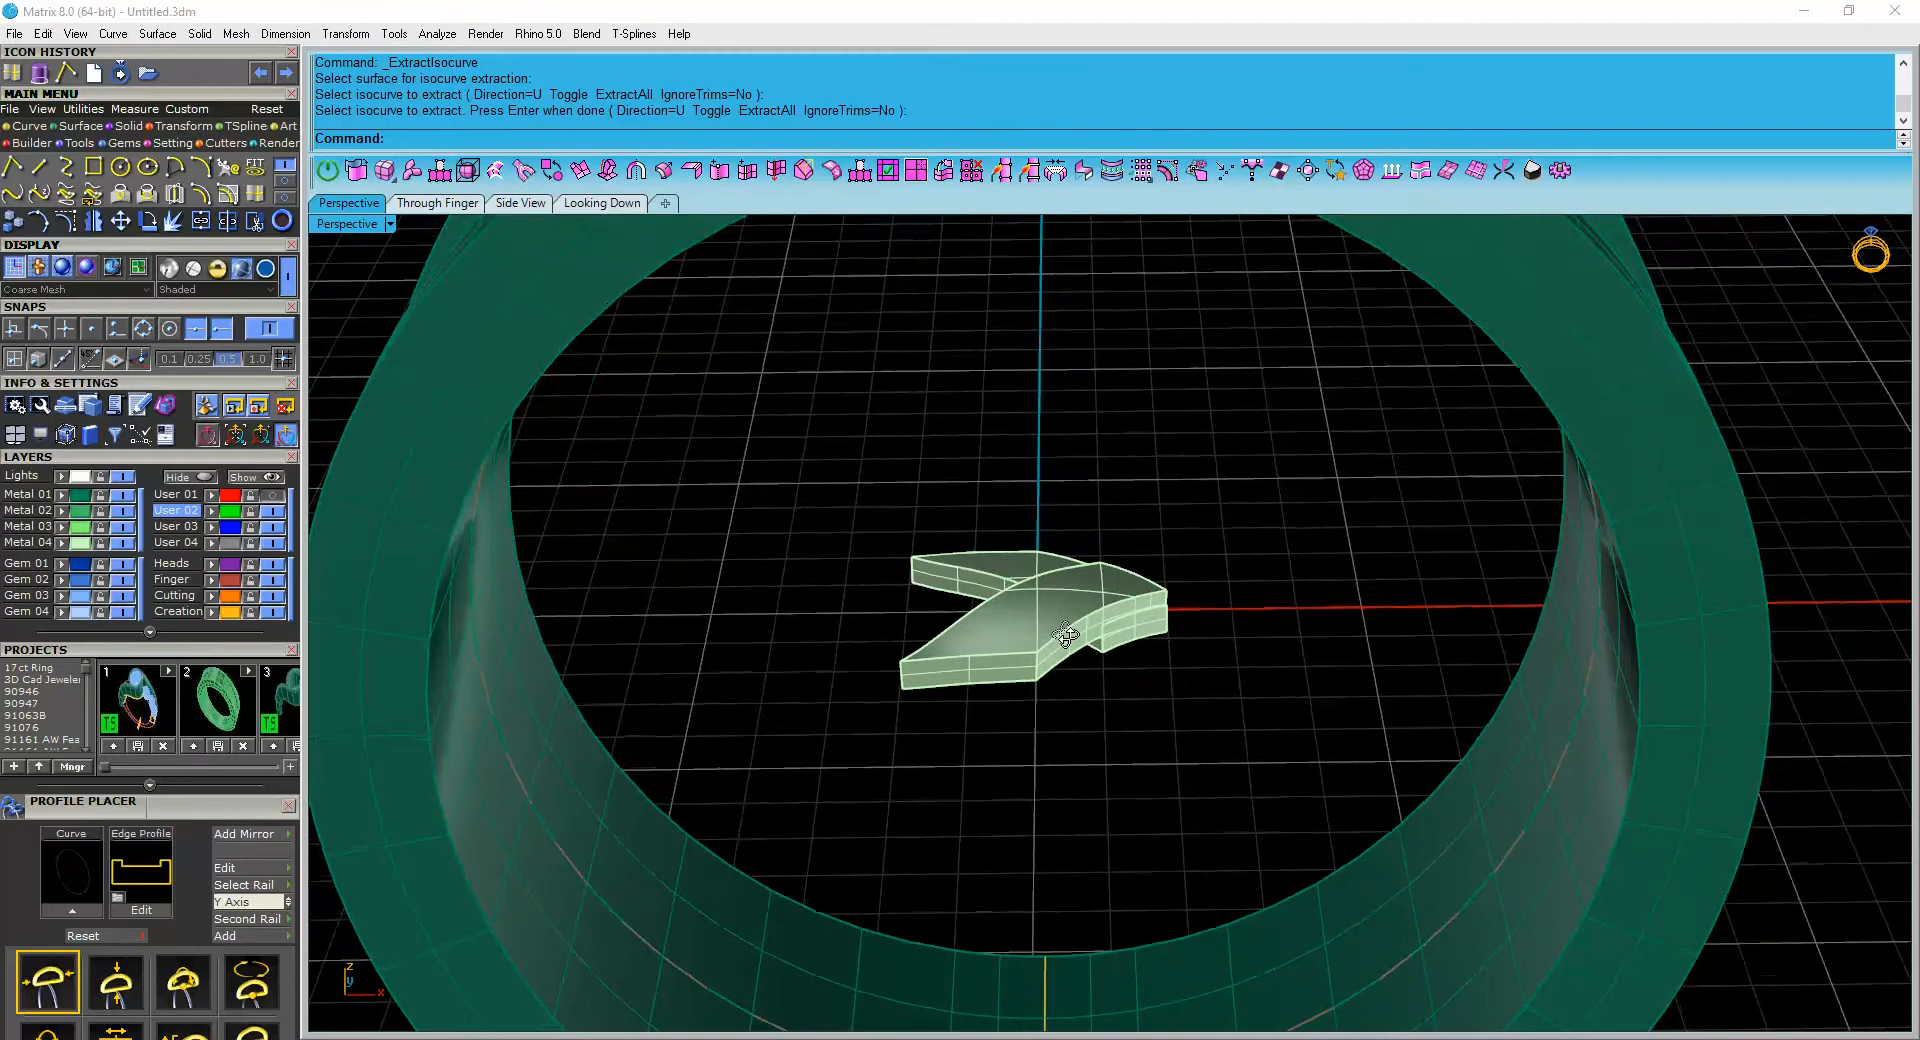 Matrix 8.0 (64-bit) - Untitled.3dm
File Edit View Curve Surface Solid Mesh Dimension Transform Tools Analyze Render Rhino 5.0 Blend T-Splines Help
ICON HISTORY
Command: _ExtractIsocurve
Select surface for isocurve extraction:
Select isocurve to extract ( Direction=U Toggle ExtractAll IgnoreTrims=No ):
Select isocurve to extract. Press Enter when done ( Direction=U Toggle ExtractAll IgnoreTrims=No ):
Command:
MAIN MENU
File View Utilities Measure Custom Reset
Curve Surface Solid Transform TSpline Art
Builder Tools Gems Setting Cutters Render
FIT
Perspective Through Finger Side View Looking Down
Perspective
DISPLAY
Coarse Mesh Shaded
SNAPS
0.1 0.25 0.5 1.0
INFO & SETTINGS
LAYERS
Lights Hide Show
Metal 01 User 01
Metal 02 User 02
Metal 03 User 03
Metal 04 User 04
Gem 01 Heads
Gem 02 Finger
Gem 03 Cutting
Gem 04 Creation
PROJECTS
17ct Ring
3D Cad Jeweler
90946
90947
91063B
91076
91161 AW Fea
1 2 3
TS TS
Mngr
PROFILE PLACER
Curve Edge Profile Add Mirror
Edit
Select Rail
Y Axis
Edit Second Rail
Reset Add
z
y
x